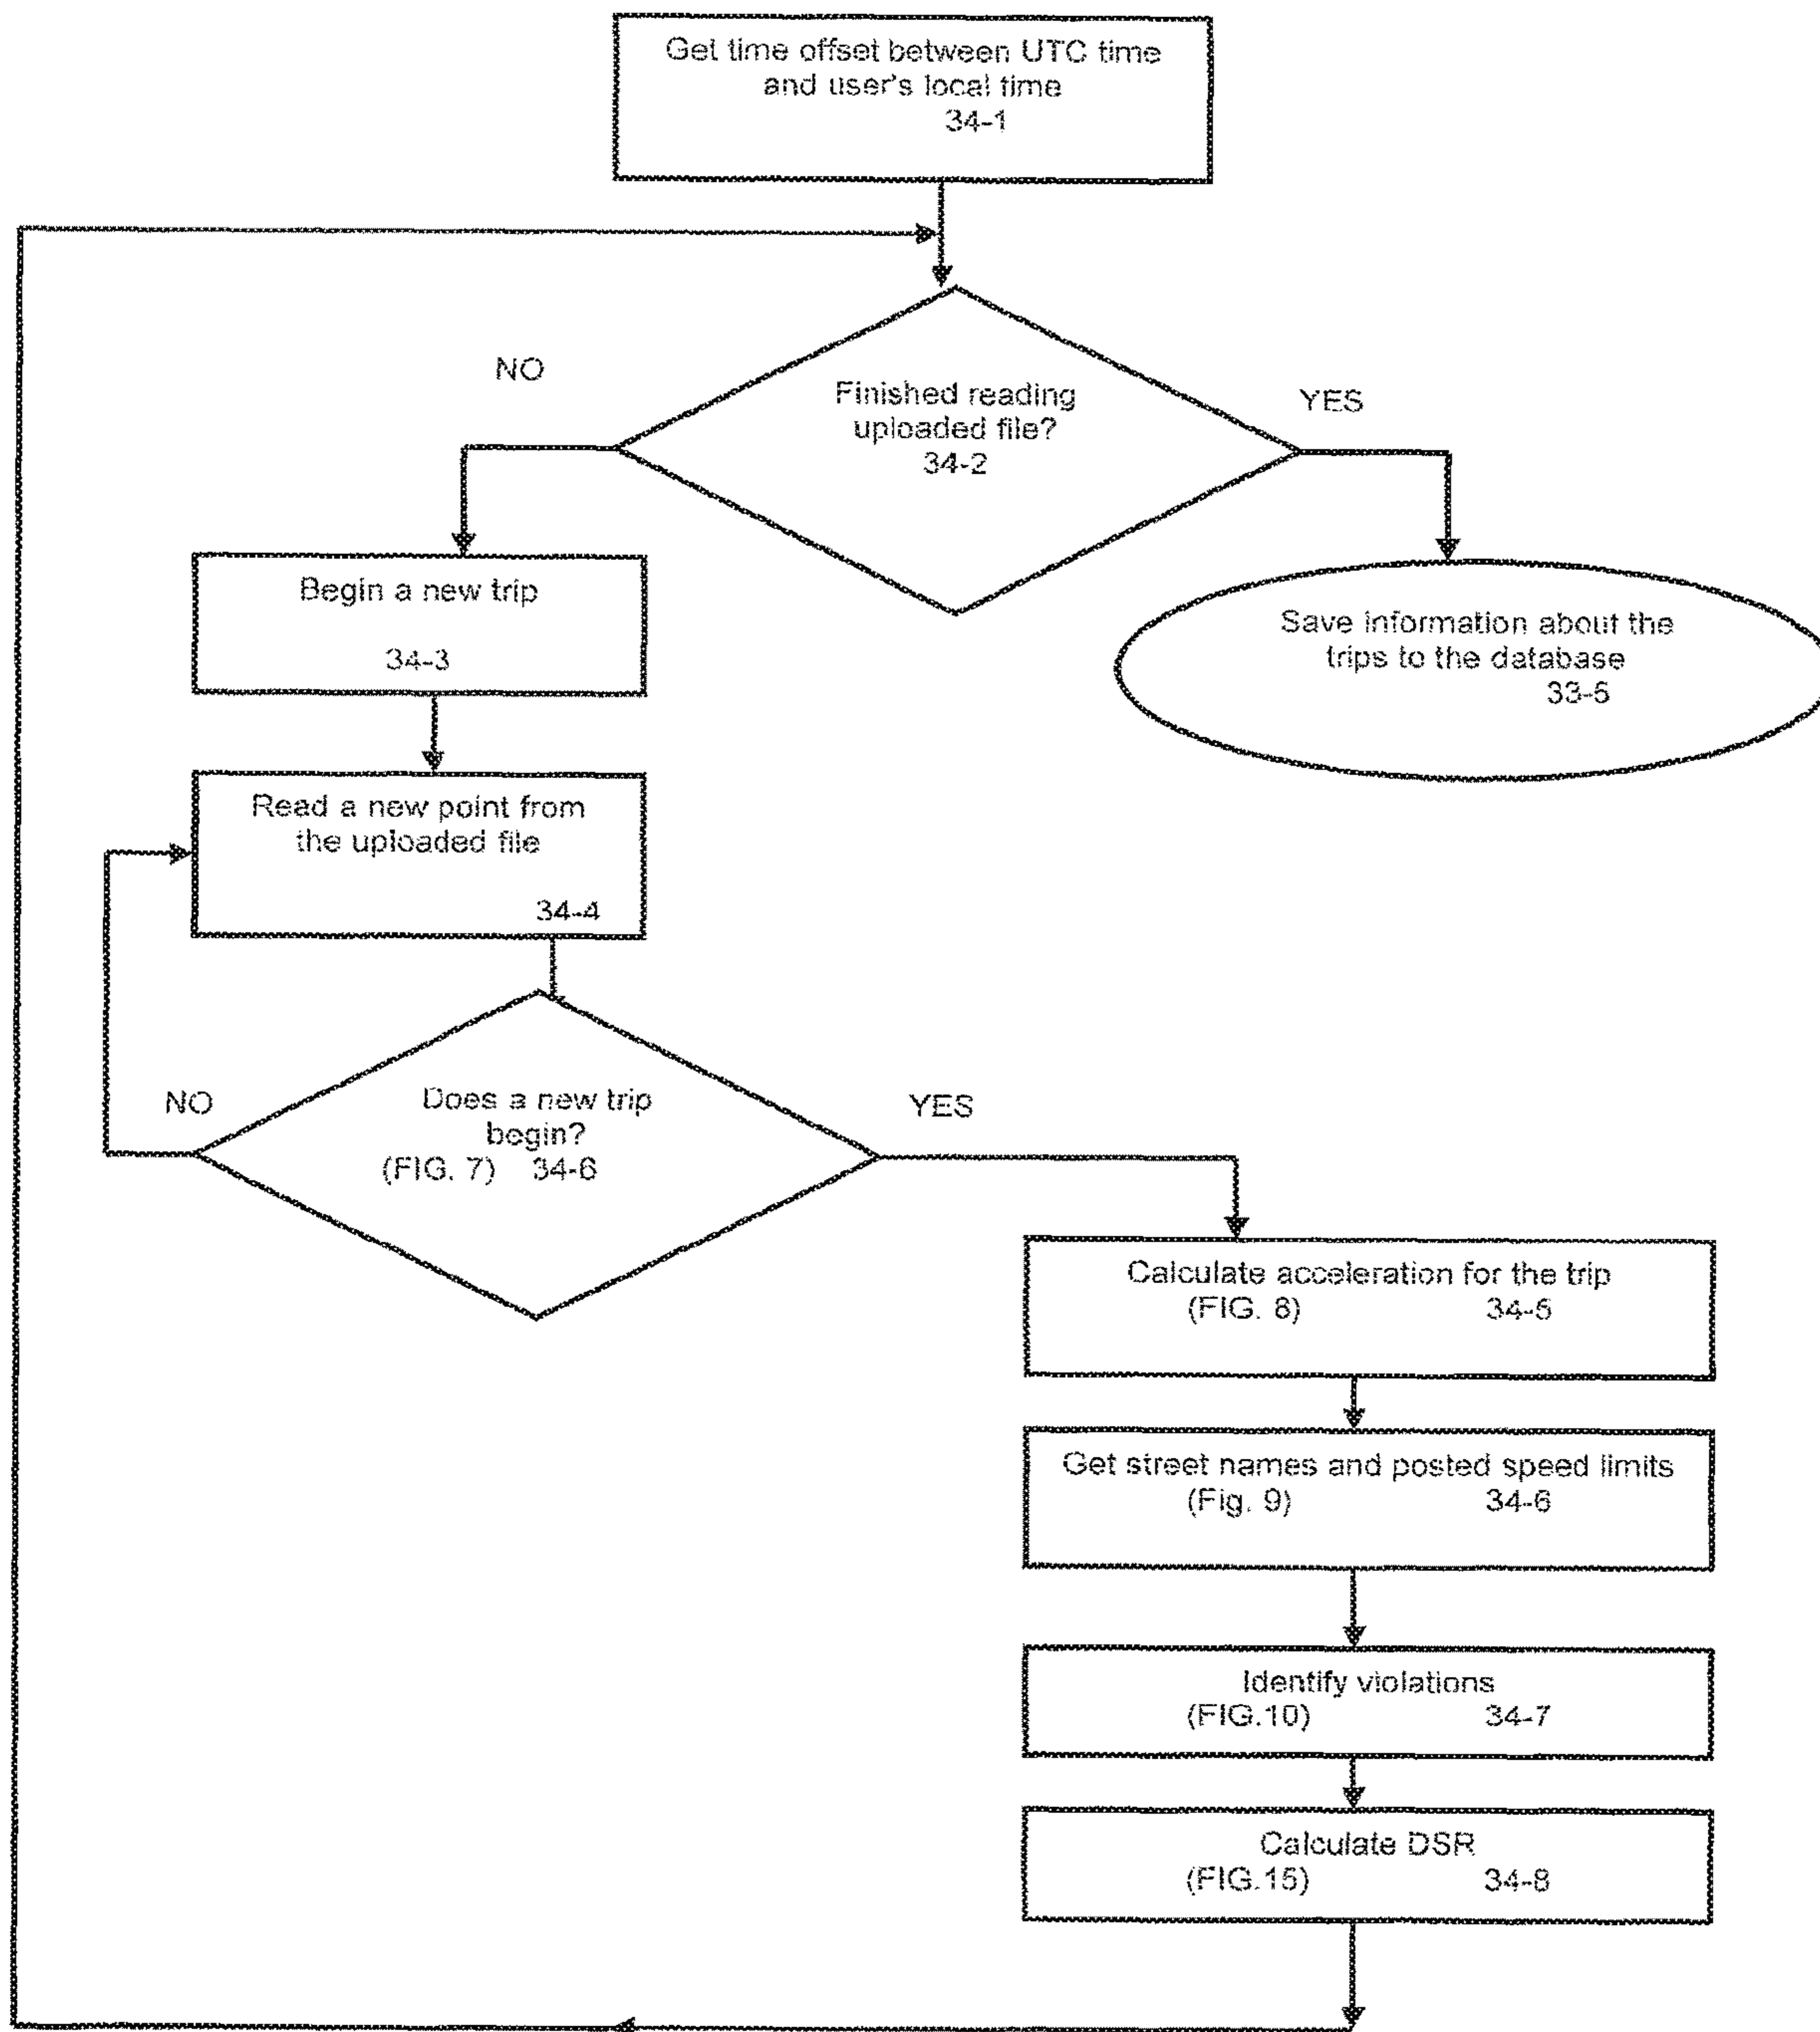 Get time offset between UTC time
and user's local time
34-1
NO
YES
Finished reading
uploaded file?
34-2
Begin a new trip
34-3
Save information about the
trips to the database
33-5
Read a new point from
the uploaded file
34-4
NO
YES
Does a new trip
begin?
(FIG. 7) 34-6
Calculate acceleration for the trip
(FIG. 8) 34-5
Get street names and posted speed limits
(Fig. 9) 34-6
Identify violations
(FIG.10) 34-7
Calculate DSR
(FIG.15) 34-8